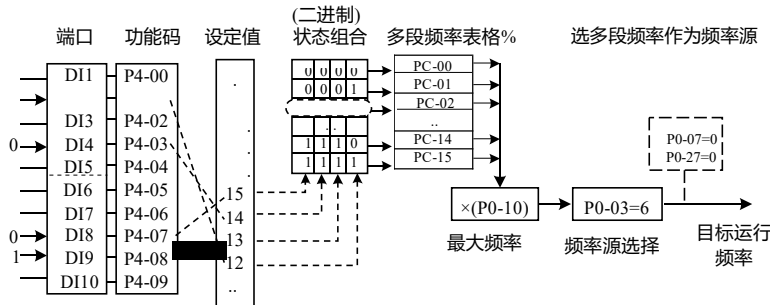 (二进制)
端口 功能码 设定值 状态组合 多段频率表格% 选多段频率作为频率源
DI1 P4-00 . 0 0 0 0 PC-00
0 0 0 1 PC-01
PC-02
DI3 P4-02 . .. ..
0 DI4 P4-03 . 1 1 1 0 PC-14 P0-07=0
DI5 P4-04 1 1 1 1 PC-15 P0-27=0
DI6 P4-05 15
DI7 P4-06 14 ×(P0-10) P0-03=6
0 DI8 P4-07 13
最大频率 频率源选择 目标运行
1 DI9 P4-08 12 频率
DI10 P4-09 ..